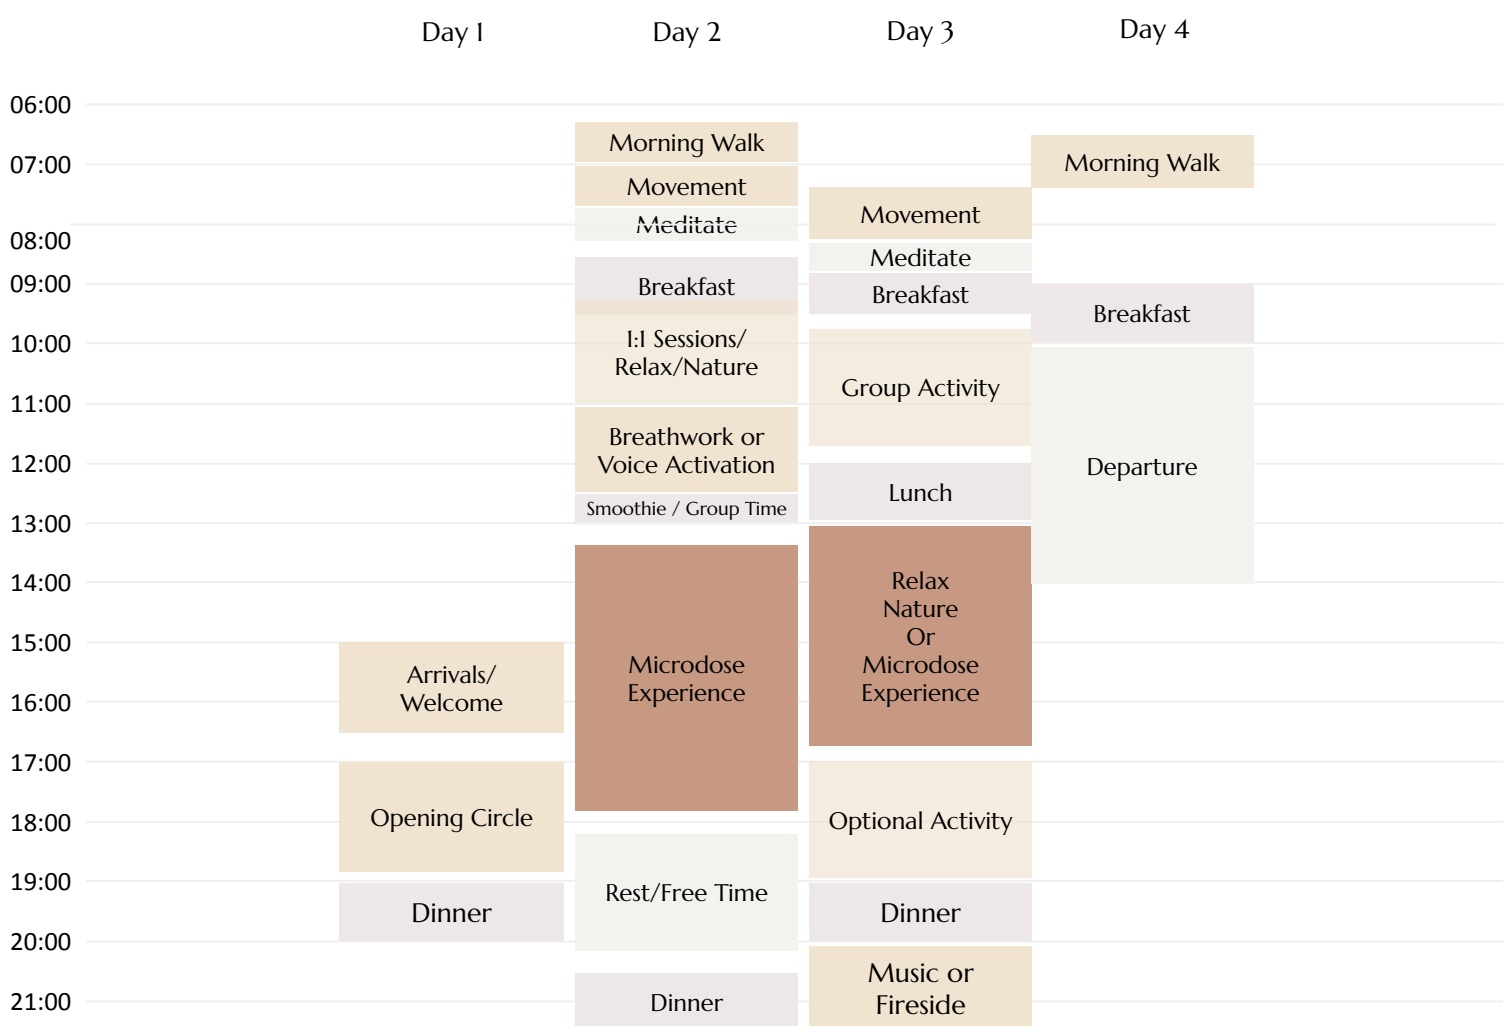 Day 1
Day 2
Day 3
Day 4
06:00
07:00
08:00
09:00
10:00
11:00
12:00
13:00
14:00
15:00
16:00
17:00
18:00
19:00
20:00
21:00
Arrivals/
Welcome
Opening Circle
Dinner
Morning Walk
Movement
Meditate
Breakfast
1:1 Sessions/
Relax/Nature
Breathwork or
Voice Activation
Smoothie / Group Time
Microdose
Experience
Rest/Free Time
Dinner
Movement
Meditate
Breakfast
Group Activity
Lunch
Relax
Nature
Or
Microdose
Experience
Optional Activity
Dinner
Music or
Fireside
Morning Walk
Breakfast
Departure